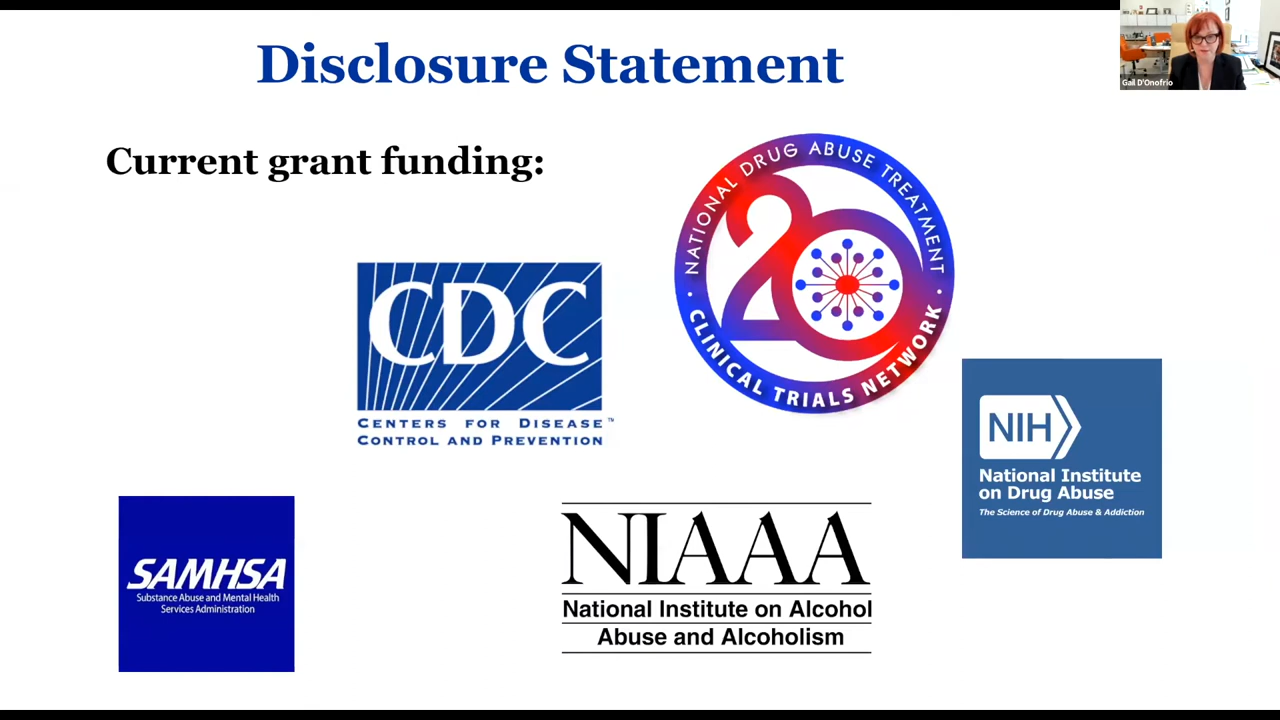 Disclosure Statement
Gail D'Onofrio
Current grant funding:
· NATIONAL DRUG ABUSE TREATMENT ·
20
CLINICAL TRIALS NETWORK
CDC
CENTERS FOR DISEASE™
CONTROL AND PREVENTION
NIH
National Institute
on Drug Abuse
The Science of Drug Abuse & Addiction
SAMHSA
Substance Abuse and Mental Health
Services Administration
NIAAA
National Institute on Alcohol
Abuse and Alcoholism